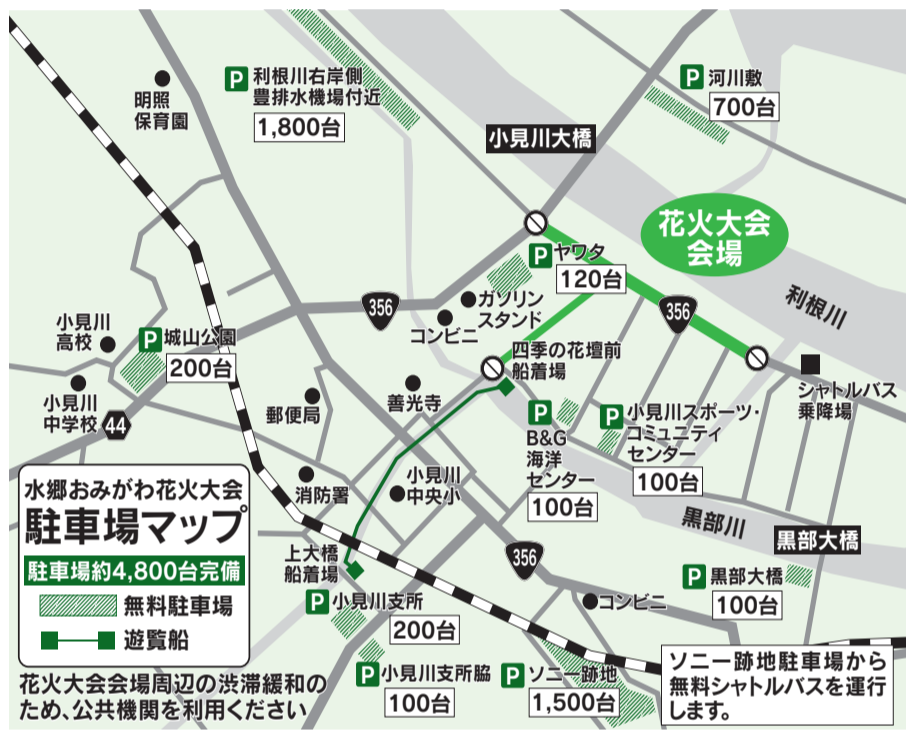 明照
保育園
P 利根川右岸側
豊排水機場付近
1,800台
P 河川敷
700台
小見川大橋
花火大会
会場
P ヤワタ
120台
利根川
356
ガソリン
スタンド
コンビニ
356
小見川
高校
P 城山公園
200台
四季の花壇前
船着場
シャトルバス
乗降場
小見川
中学校
44
郵便局
善光寺
P
B&G
海洋
センター
100台
P 小見川スポーツ・
コミュニティ
センター
100台
消防署
小見川
中央小
黒部川
黒部大橋
356
上大橋
船着場
P 小見川支所
200台
コンビニ
P 黒部大橋
100台
P 小見川支所脇
100台
P ソニー跡地
1,500台
ソニー跡地駐車場から
無料シャトルバスを運行
します。
水郷おみがわ花火大会
駐車場マップ
駐車場約4,800台完備
無料駐車場
遊覧船
花火大会会場周辺の渋滞緩和の
ため、公共機関を利用ください